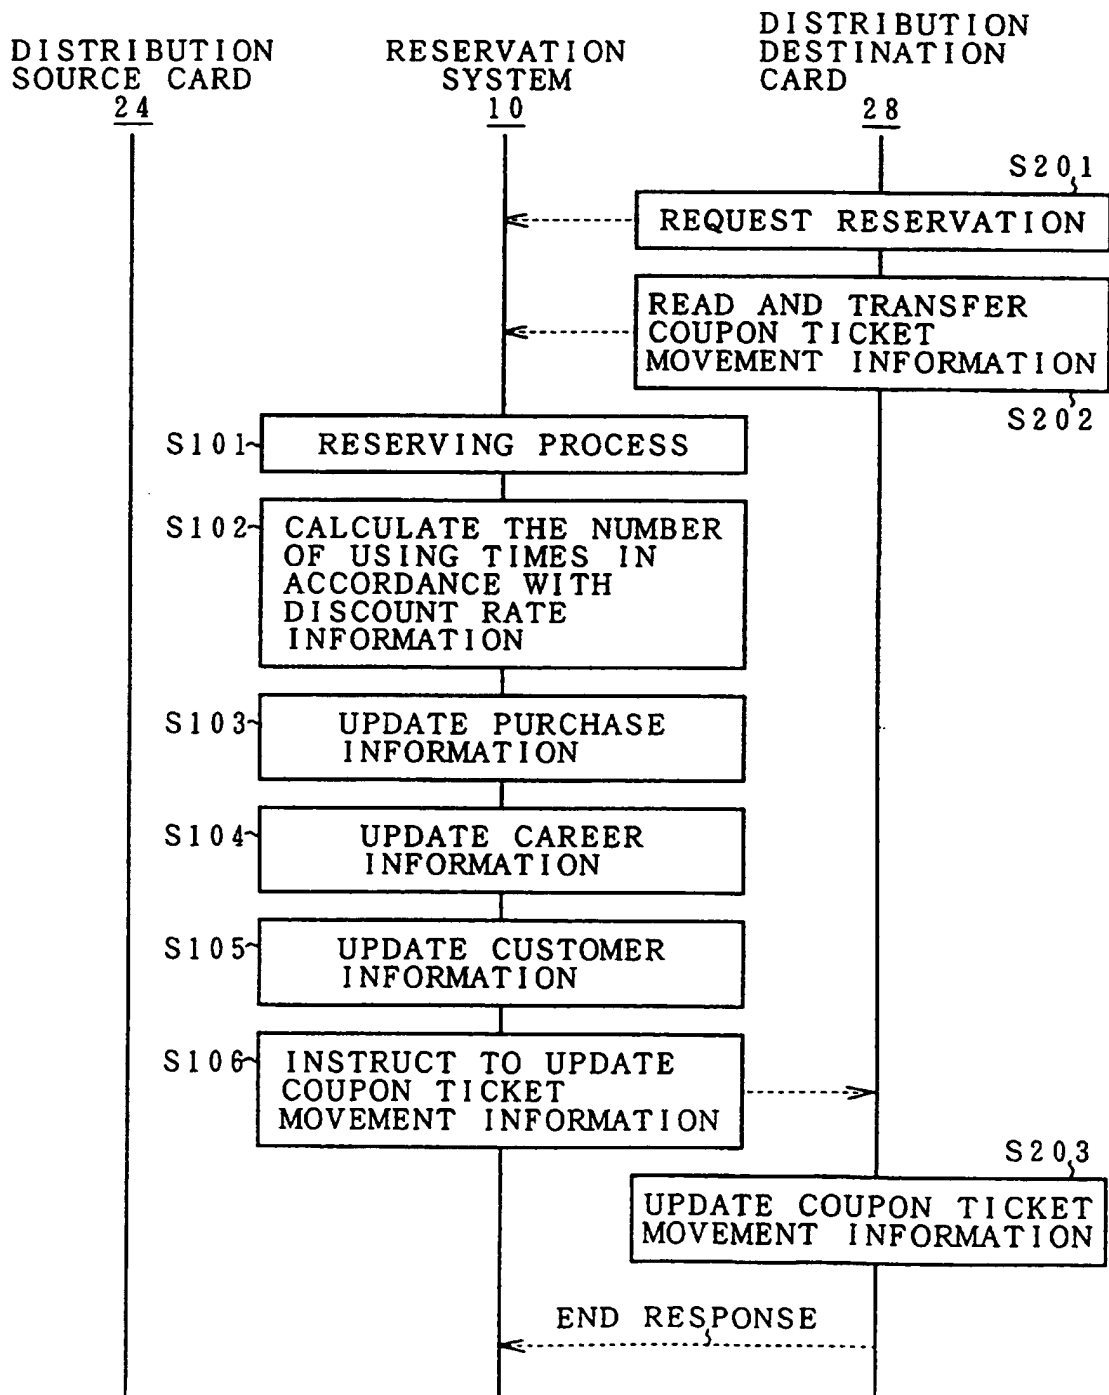 DISTRIBUTION
SOURCE CARD
24
RESERVATION
SYSTEM
10
DISTRIBUTION
DESTINATION
CARD
28
S201
REQUEST RESERVATION
READ AND TRANSFER
COUPON TICKET
MOVEMENT INFORMATION
S202
S101
RESERVING PROCESS
S102
CALCULATE THE NUMBER
OF USING TIMES IN
ACCORDANCE WITH
DISCOUNT RATE
INFORMATION
S103
UPDATE PURCHASE
INFORMATION
S104
UPDATE CAREER
INFORMATION
S105
UPDATE CUSTOMER
INFORMATION
S106
INSTRUCT TO UPDATE
COUPON TICKET
MOVEMENT INFORMATION
S203
UPDATE COUPON TICKET
MOVEMENT INFORMATION
END RESPONSE